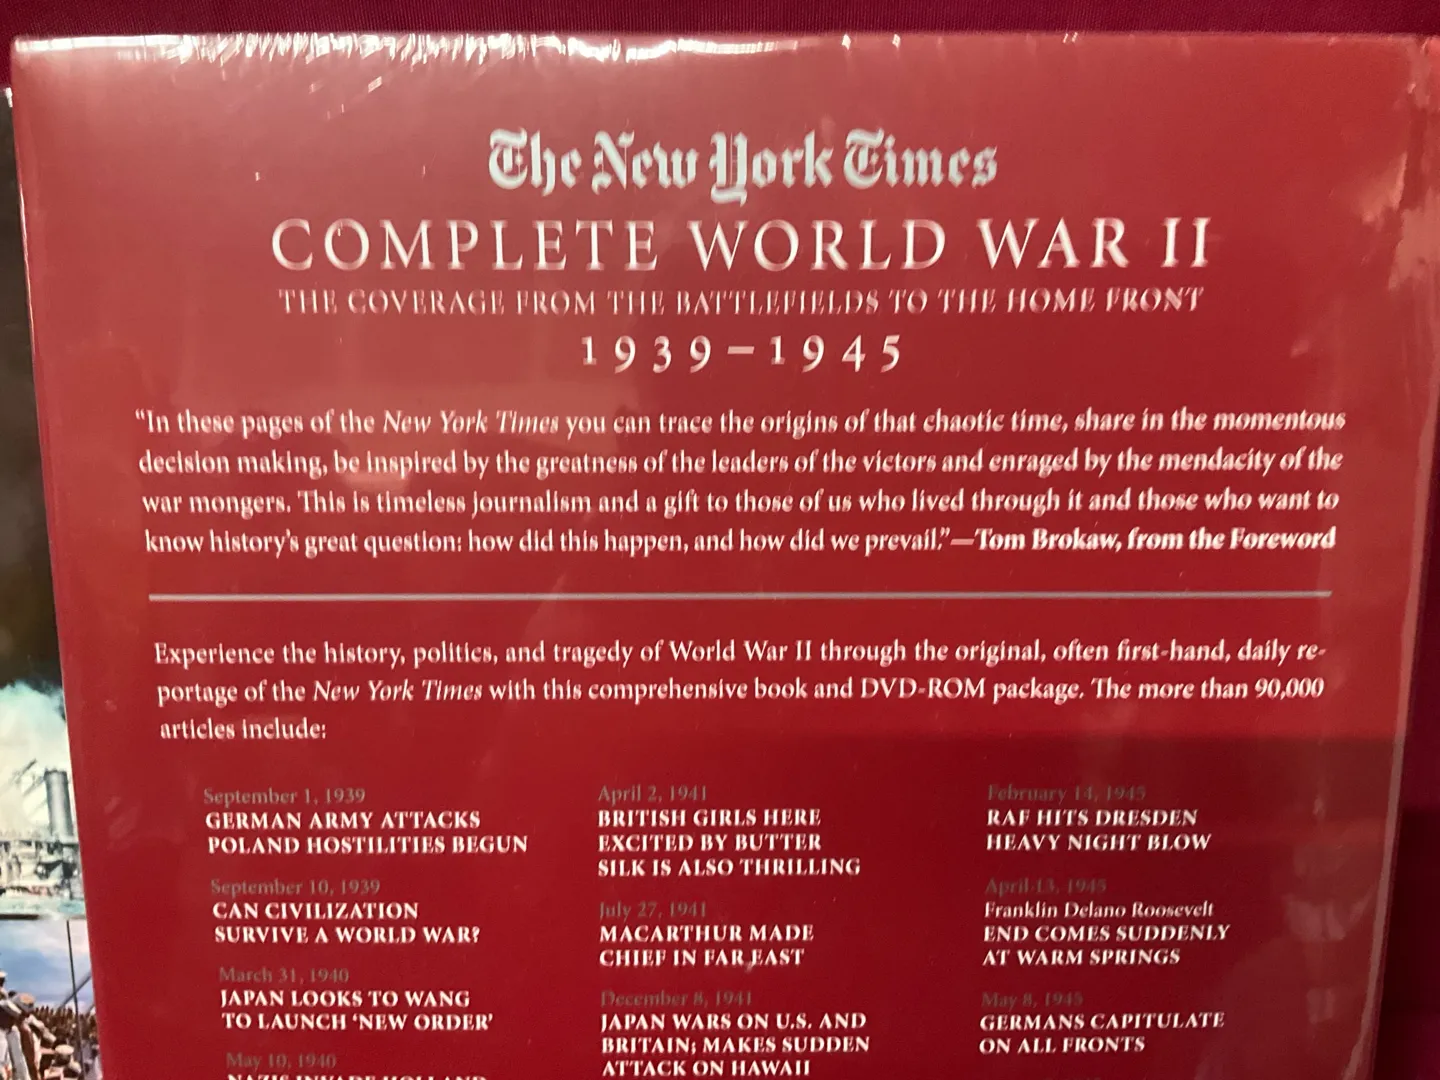 The New York Times
COMPLETE WORLD WAR II
THE COVERAGE FROM THE BATTLEFIELDS TO THE HOME FRONT
1939–1945
“In these pages of the New York Times you can trace the origins of that chaotic time, share in the momentous
decision making, be inspired by the greatness of the leaders of the victors and enraged by the mendacity of the
war mongers. This is timeless journalism and a gift to those of us who lived through it and those who want to
know history’s great question: how did this happen, and how did we prevail.”—Tom Brokaw, from the Foreword
Experience the history, politics, and tragedy of World War II through the original, often first-hand, daily re-
portage of the New York Times with this comprehensive book and DVD-ROM package. The more than 90,000
articles include:
September 1, 1939
GERMAN ARMY ATTACKS
POLAND HOSTILITIES BEGUN
September 10, 1939
CAN CIVILIZATION
SURVIVE A WORLD WAR?
March 31, 1940
JAPAN LOOKS TO WANG
TO LAUNCH ‘NEW ORDER’
May 10, 1940
NAZIS INVADE HOLLAND
April 2, 1941
BRITISH GIRLS HERE
EXCITED BY BUTTER
SILK IS ALSO THRILLING
July 27, 1941
MACARTHUR MADE
CHIEF IN FAR EAST
December 8, 1941
JAPAN WARS ON U.S. AND
BRITAIN; MAKES SUDDEN
ATTACK ON HAWAII
February 14, 1945
RAF HITS DRESDEN
HEAVY NIGHT BLOW
April 13, 1945
Franklin Delano Roosevelt
END COMES SUDDENLY
AT WARM SPRINGS
May 8, 1945
GERMANS CAPITULATE
ON ALL FRONTS